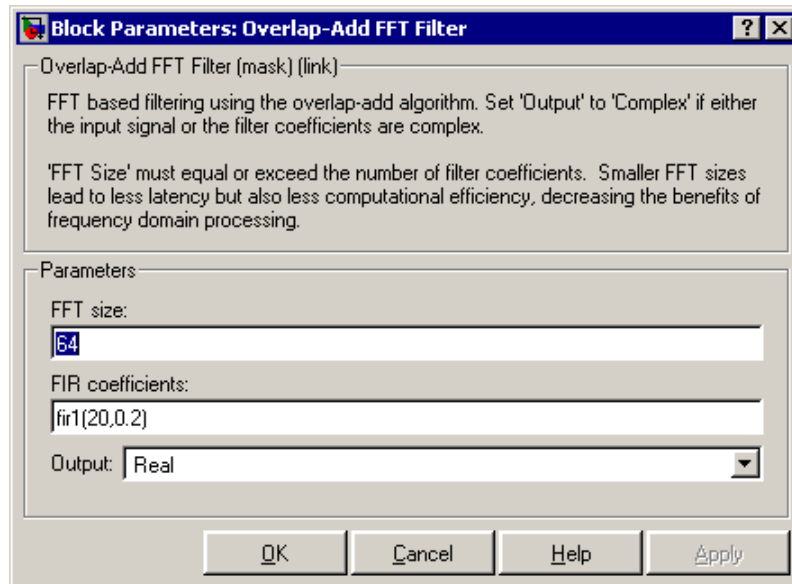 Block Parameters: Overlap-Add FFT Filter
Overlap-Add FFT Filter (mask) (link)
FFT based filtering using the overlap-add algorithm. Set 'Output' to 'Complex' if either
the input signal or the filter coefficients are complex.
'FFT Size' must equal or exceed the number of filter coefficients.  Smaller FFT sizes
lead to less latency but also less computational efficiency, decreasing the benefits of
frequency domain processing.
Parameters
FFT size:
64
FIR coefficients:
fir1(20,0.2)
Output: Real
OK Cancel Help Apply